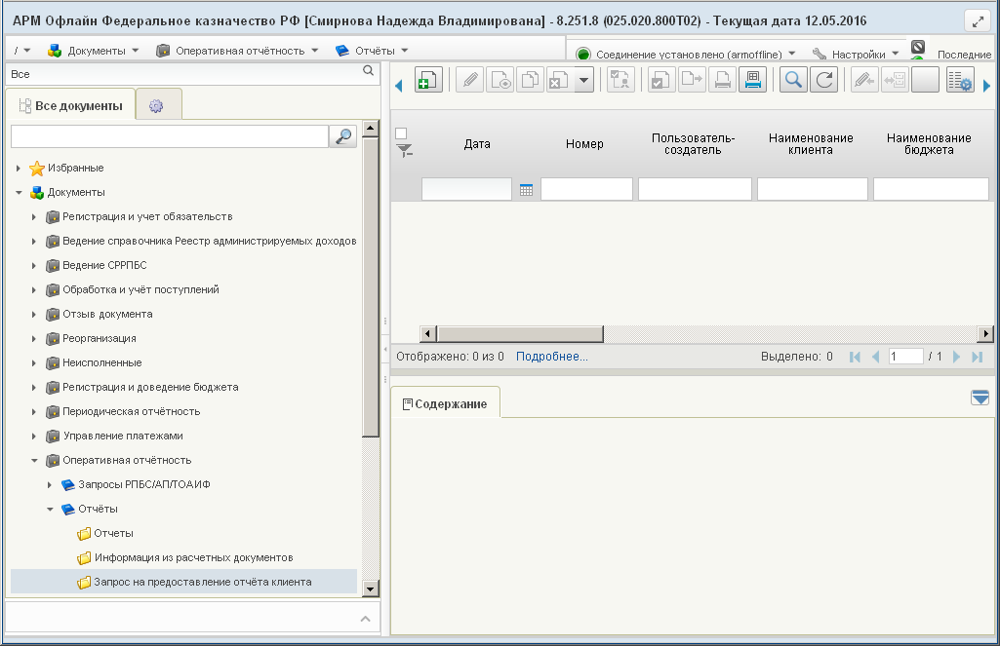 АРМ Офлайн Федеральное казначество РФ [Смирнова Надежда Владимирована] - 8.251.8 (025.020.800T02) - Текущая дата 12.05.2016
/ Документы Оперативная отчётность Отчёты Соединение установлено (armoffline) Настройки Последние
Все
Все документы
Избранные
Документы
Регистрация и учет обязательств
Ведение справочника Реестр администрируемых доходов
Ведение СРРПБС
Обработка и учёт поступлений
Отзыв документа
Реорганизация
Неисполненные
Регистрация и доведение бюджета
Периодическая отчётность
Управление платежами
Оперативная отчётность
Запросы РПБС/АП/ТОАИФ
Отчёты
Отчеты
Информация из расчетных документов
Запрос на предоставление отчёта клиента
Дата Номер Пользователь-создатель Наименование клиента Наименование бюджета
Отображено: 0 из 0 Подробнее... Выделено: 0 1 / 1
Содержание